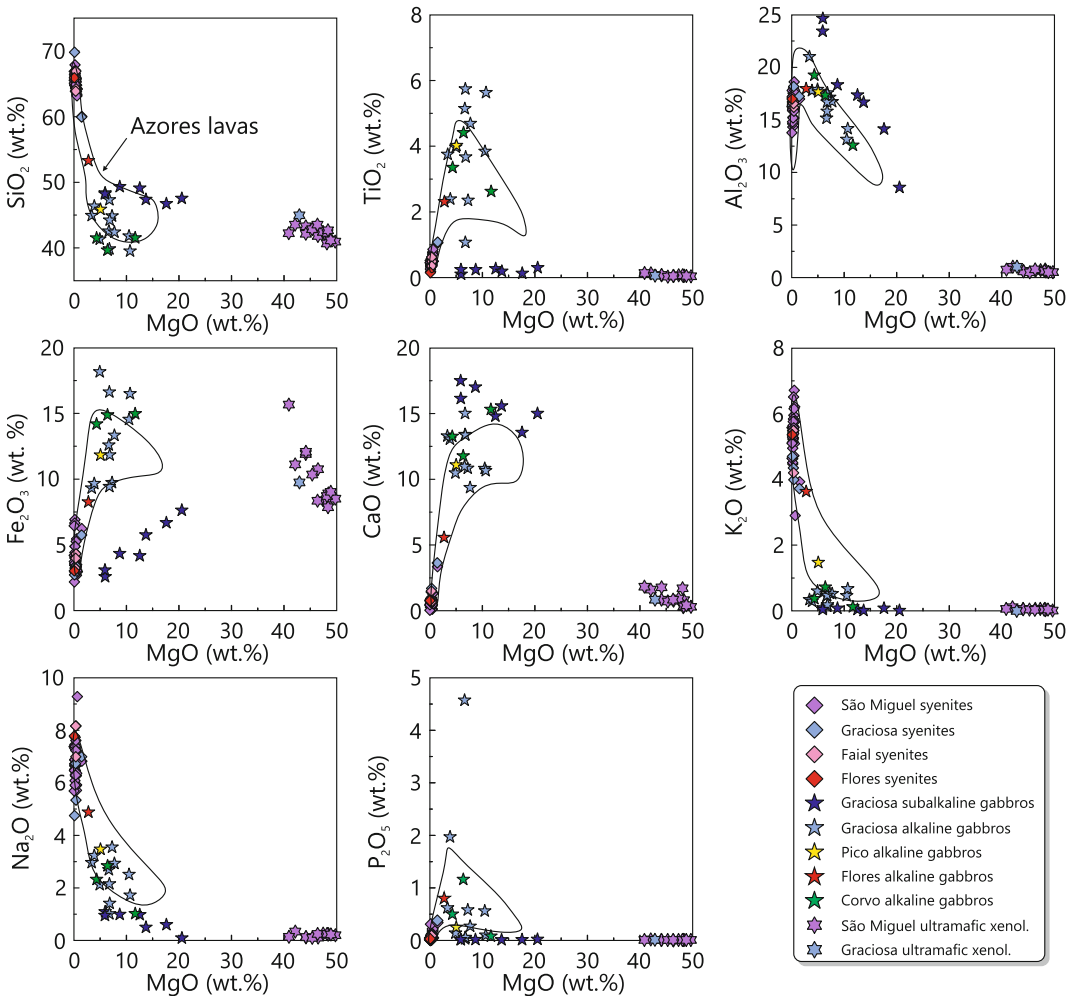 SiO2 (wt.%)
70
60
50
40
Azores lavas
0 10 20 30 40 50
MgO (wt.%)
TiO2 (wt.%)
8
6
4
2
0
0 10 20 30 40 50
MgO (wt.%)
Al2O3 (wt.%)
25
20
15
10
5
0
0 10 20 30 40 50
MgO (wt.%)
Fe2O3 (wt. %)
20
15
10
5
0
0 10 20 30 40 50
MgO (wt.%)
CaO (wt.%)
20
15
10
5
0
0 10 20 30 40 50
MgO (wt.%)
K2O (wt.%)
8
6
4
2
0
0 10 20 30 40 50
MgO (wt.%)
Na2O (wt.%)
10
8
6
4
2
0
0 10 20 30 40 50
MgO (wt.%)
P2O5 (wt.%)
5
4
3
2
1
0
0 10 20 30 40 50
MgO (wt.%)
São Miguel syenites
Graciosa syenites
Faial syenites
Flores syenites
Graciosa subalkaline gabbros
Graciosa alkaline gabbros
Pico alkaline gabbros
Flores alkaline gabbros
Corvo alkaline gabbros
São Miguel ultramafic xenol.
Graciosa ultramafic xenol.